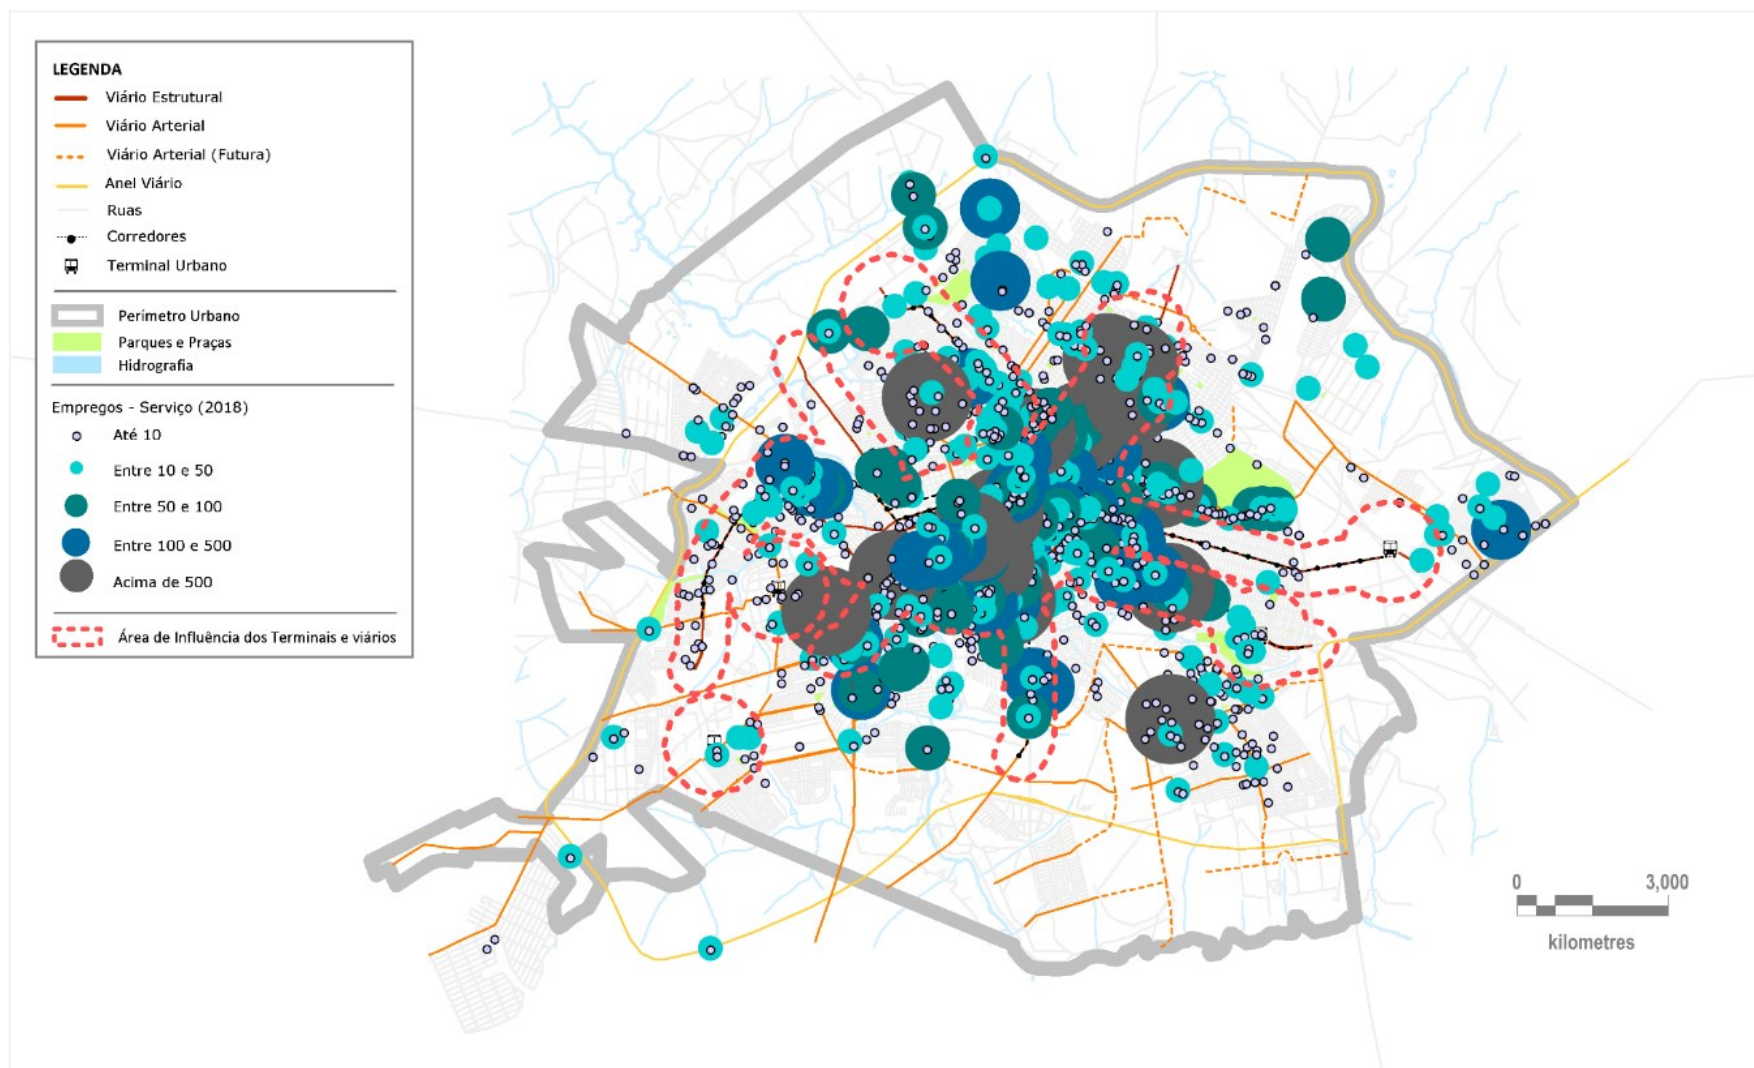 LEGENDA
Viário Estrutural
Viário Arterial
Viário Arterial (Futura)
Anel Viário
Ruas
Corredores
Terminal Urbano
Perímetro Urbano
Parques e Praças
Hidrografia
Empregos - Serviço (2018)
Até 10
Entre 10 e 50
Entre 50 e 100
Entre 100 e 500
Acima de 500
Área de Influência dos Terminais e viários
0 3,000
kilometres